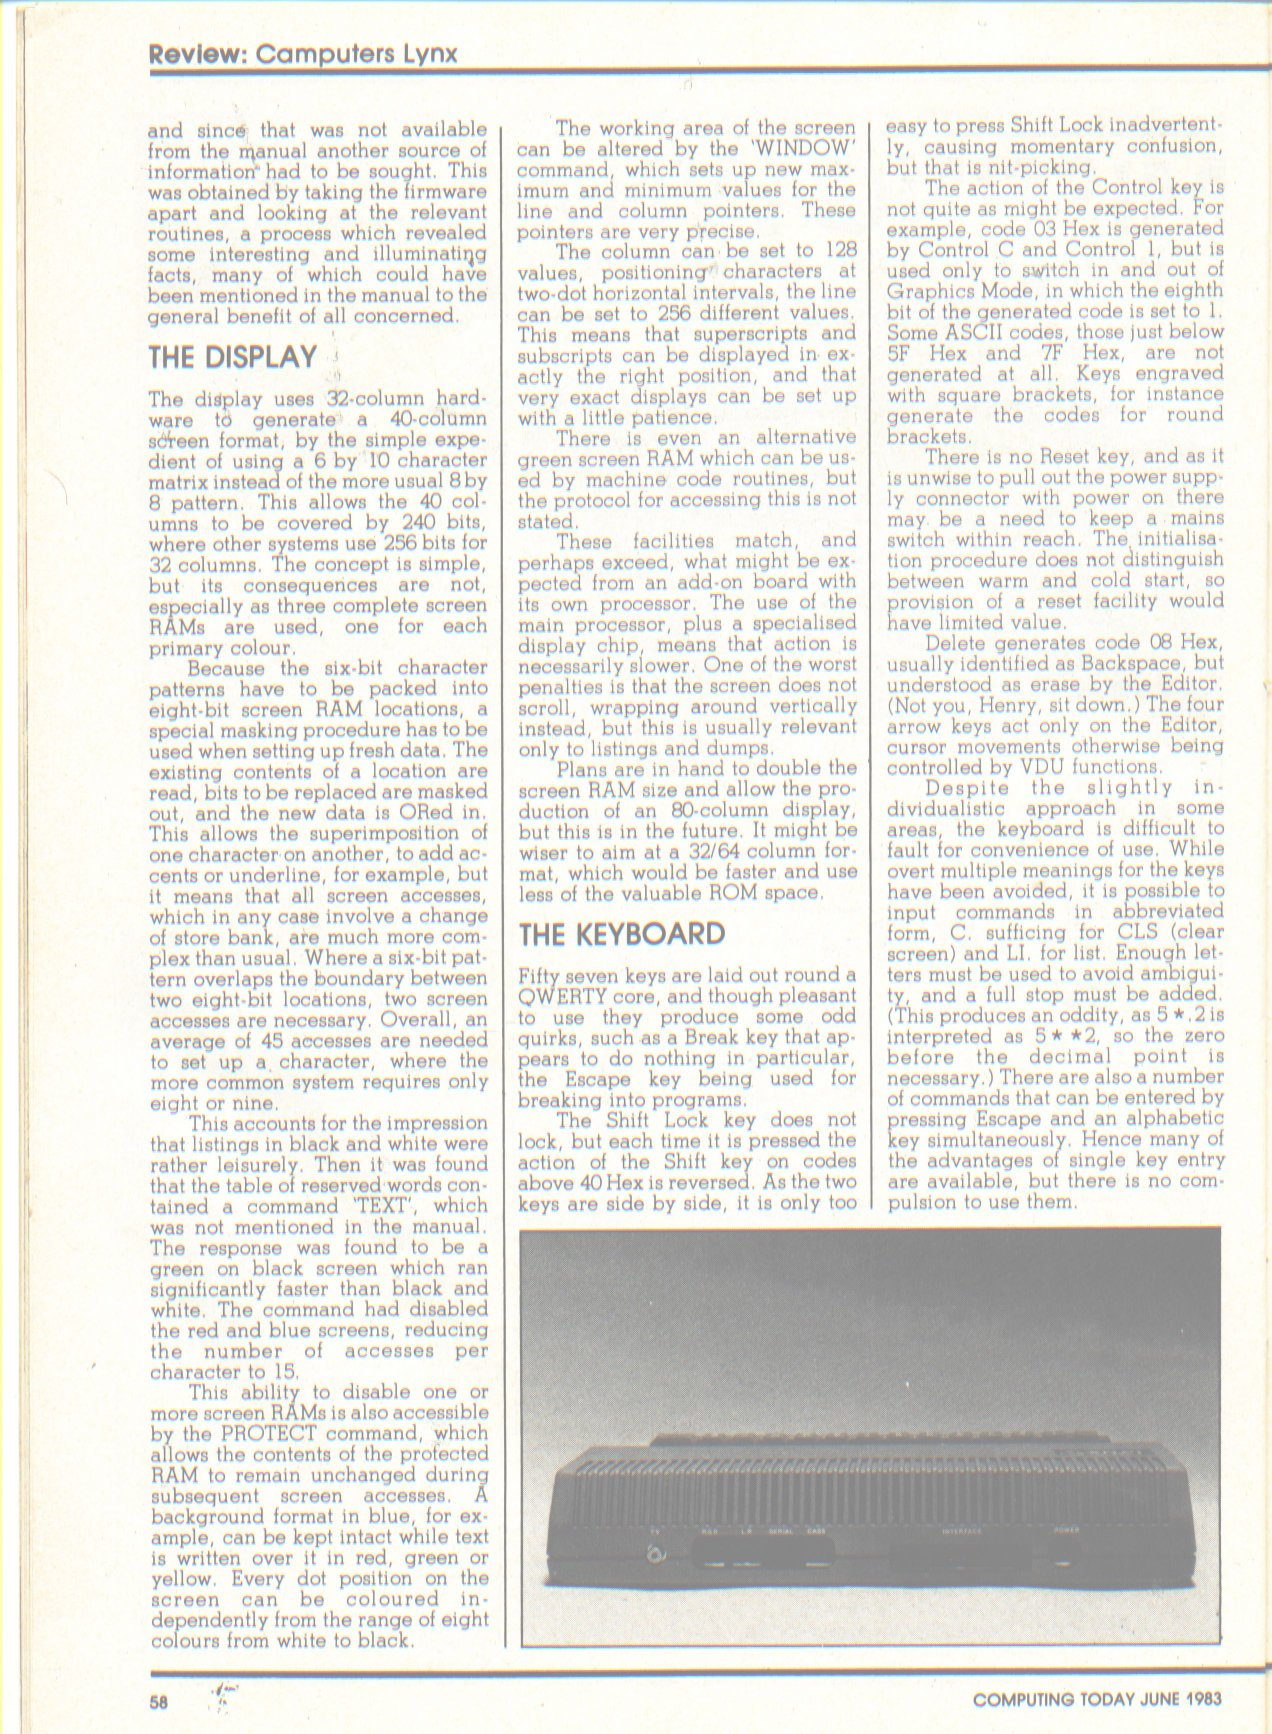 Review: Camputers Lynx
and since that was not available
from the manual another source of
information had to be sought. This
was obtained by taking the firmware
apart and looking at the relevant
routines, a process which revealed
some interesting and illuminating
facts, many of which could have
been mentioned in the manual to the
general benefit of all concerned.
THE DISPLAY
The display uses 32-column hard-
ware to generate a 40-column
screen format, by the simple expe-
dient of using a 6 by 10 character
matrix instead of the more usual 8 by
8 pattern. This allows the 40 col-
umns to be covered by 240 bits,
where other systems use 256 bits for
32 columns. The concept is simple,
but its consequences are not,
especially as three complete screen
RAMs are used, one for each
primary colour.
Because the six-bit character
patterns have to be packed into
eight-bit screen RAM locations, a
special masking procedure has to be
used when setting up fresh data. The
existing contents of a location are
read, bits to be replaced are masked
out, and the new data is ORed in.
This allows the superimposition of
one character on another, to add ac-
cents or underline, for example, but
it means that all screen accesses,
which in any case involve a change
of store bank, are much more com-
plex than usual. Where a six-bit pat-
tern overlaps the boundary between
two eight-bit locations, two screen
accesses are necessary. Overall, an
average of 45 accesses are needed
to set up a character, where the
more common system requires only
eight or nine.
This accounts for the impression
that listings in black and white were
rather leisurely. Then it was found
that the table of reserved words con-
tained a command 'TEXT', which
was not mentioned in the manual.
The response was found to be a
green on black screen which ran
significantly faster than black and
white. The command had disabled
the red and blue screens, reducing
the number of accesses per
character to 15.
This ability to disable one or
more screen RAMs is also accessible
by the PROTECT command, which
allows the contents of the protected
RAM to remain unchanged during
subsequent screen accesses. A
background format in blue, for ex-
ample, can be kept intact while text
is written over it in red, green or
yellow. Every dot position on the
screen can be coloured in-
dependently from the range of eight
colours from white to black.
The working area of the screen
can be altered by the 'WINDOW'
command, which sets up new max-
imum and minimum values for the
line and column pointers. These
pointers are very precise.
The column can be set to 128
values, positioning characters at
two-dot horizontal intervals, the line
can be set to 256 different values.
This means that superscripts and
subscripts can be displayed in ex-
actly the right position, and that
very exact displays can be set up
with a little patience.
There is even an alternative
green screen RAM which can be us-
ed by machine code routines, but
the protocol for accessing this is not
stated.
These facilities match, and
perhaps exceed, what might be ex-
pected from an add-on board with
its own processor. The use of the
main processor, plus a specialised
display chip, means that action is
necessarily slower. One of the worst
penalties is that the screen does not
scroll, wrapping around vertically
instead, but this is usually relevant
only to listings and dumps.
Plans are in hand to double the
screen RAM size and allow the pro-
duction of an 80-column display,
but this is in the future. It might be
wiser to aim at a 32/64 column for-
mat, which would be faster and use
less of the valuable ROM space.
THE KEYBOARD
Fifty seven keys are laid out round a
QWERTY core, and though pleasant
to use they produce some odd
quirks, such as a Break key that ap-
pears to do nothing in particular,
the Escape key being used for
breaking into programs.
The Shift Lock key does not
lock, but each time it is pressed the
action of the Shift key on codes
above 40 Hex is reversed. As the two
keys are side by side, it is only too
easy to press Shift Lock inadvertent-
ly, causing momentary confusion,
but that is nit-picking.
The action of the Control key is
not quite as might be expected. For
example, code 03 Hex is generated
by Control C and Control 1, but is
used only to switch in and out of
Graphics Mode, in which the eighth
bit of the generated code is set to 1.
Some ASCII codes, those just below
5F Hex and 7F Hex, are not
generated at all. Keys engraved
with square brackets, for instance
generate the codes for round
brackets.
There is no Reset key, and as it
is unwise to pull out the power supp-
ly connector with power on there
may be a need to keep a mains
switch within reach. The initialisa-
tion procedure does not distinguish
between warm and cold start, so
provision of a reset facility would
have limited value.
Delete generates code 08 Hex,
usually identified as Backspace, but
understood as erase by the Editor.
(Not you, Henry, sit down.) The four
arrow keys act only on the Editor,
cursor movements otherwise being
controlled by VDU functions.
Despite the slightly in-
dividualistic approach in some
areas, the keyboard is difficult to
fault for convenience of use. While
overt multiple meanings for the keys
have been avoided, it is possible to
input commands in abbreviated
form, C. sufficing for CLS (clear
screen) and LI. for list. Enough let-
ters must be used to avoid ambigui-
ty, and a full stop must be added.
(This produces an oddity, as 5 *.2 is
interpreted as 5 * *2, so the zero
before the decimal point is
necessary.) There are also a number
of commands that can be entered by
pressing Escape and an alphabetic
key simultaneously. Hence many of
the advantages of single key entry
are available, but there is no com-
pulsion to use them.
TV RGB L.P. SERIAL CASS INTERFACE POWER
58
COMPUTING TODAY JUNE 1983